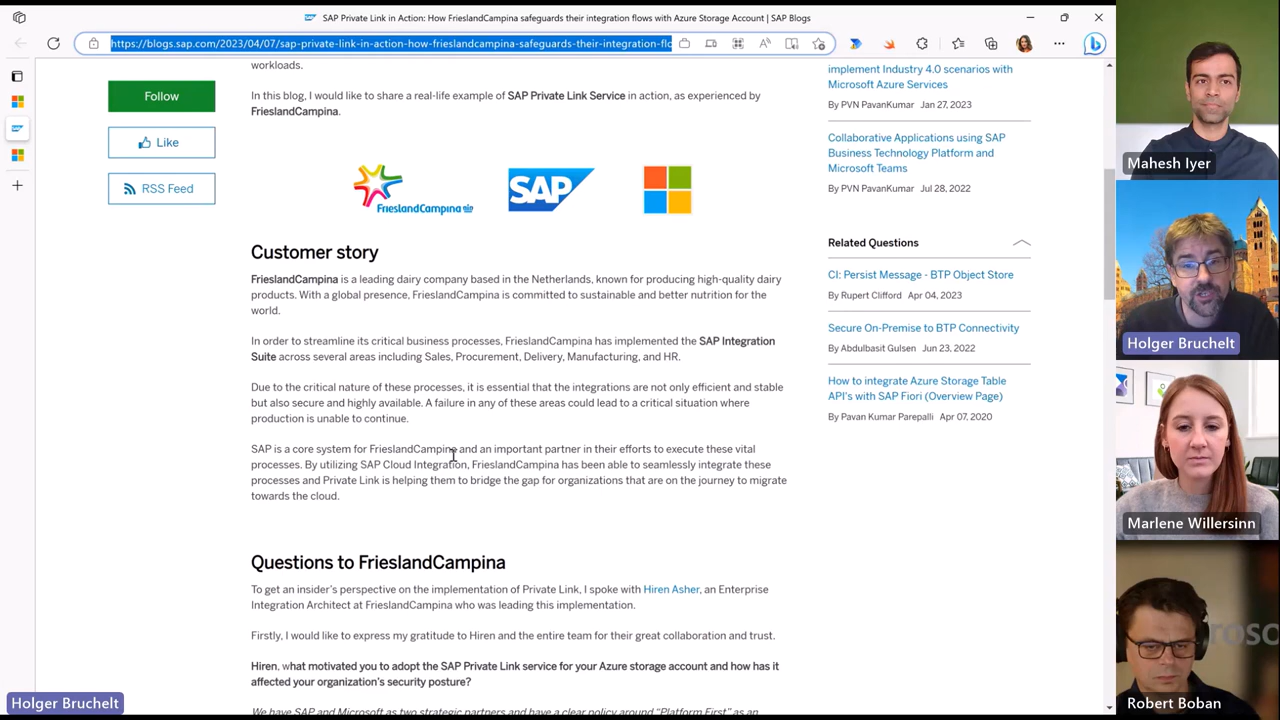 SAP Private Link in Action: How FrieslandCampina safeguards their integration flows with Azure Storage Account | SAP Blogs
https://blogs.sap.com/2023/04/07/sap-private-link-in-action-how-frieslandcampina-safeguards-their-integration-flo
Follow
Like
RSS Feed
workloads.
In this blog, I would like to share a real-life example of SAP Private Link Service in action, as experienced by
FrieslandCampina.
FrieslandCampina
SAP
Customer story
FrieslandCampina is a leading dairy company based in the Netherlands, known for producing high-quality dairy
products. With a global presence, FrieslandCampina is committed to sustainable and better nutrition for the
world.
In order to streamline its critical business processes, FrieslandCampina has implemented the SAP Integration
Suite across several areas including Sales, Procurement, Delivery, Manufacturing, and HR.
Due to the critical nature of these processes, it is essential that the integrations are not only efficient and stable
but also secure and highly available. A failure in any of these areas could lead to a critical situation where
production is unable to continue.
SAP is a core system for FrieslandCampina and an important partner in their efforts to execute these vital
processes. By utilizing SAP Cloud Integration, FrieslandCampina has been able to seamlessly integrate these
processes and Private Link is helping them to bridge the gap for organizations that are on the journey to migrate
towards the cloud.
Questions to FrieslandCampina
To get an insider's perspective on the implementation of Private Link, I spoke with Hiren Asher, an Enterprise
Integration Architect at FrieslandCampina who was leading this implementation.
Firstly, I would like to express my gratitude to Hiren and the entire team for their great collaboration and trust.
Hiren, what motivated you to adopt the SAP Private Link service for your Azure storage account and how has it
affected your organization's security posture?
We have SAP and Microsoft as two strategic partners and have a clear policy around "Platform First" as an
implement Industry 4.0 scenarios with
Microsoft Azure Services
By PVN PavanKumar Jan 27, 2023
Collaborative Applications using SAP
Business Technology Platform and
Microsoft Teams
By PVN PavanKumar Jul 28, 2022
Related Questions
CI: Persist Message - BTP Object Store
By Rupert Clifford Apr 04, 2023
Secure On-Premise to BTP Connectivity
By Abdulbasit Gulsen Jun 23, 2022
How to integrate Azure Storage Table
API's with SAP Fiori (Overview Page)
By Pavan Kumar Parepalli Apr 07, 2020
Mahesh Iyer
Holger Bruchelt
Marlene Willersinn
Robert Boban
Holger Bruchelt